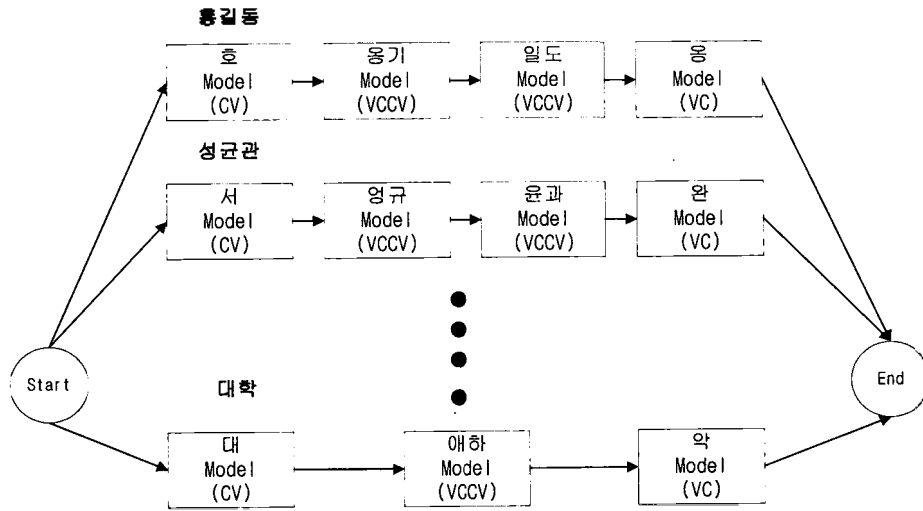 홍길동
호 옹기 일도 옹
Model Model Model Model
(CV) (VCCV) (VCCV) (VC)
성균관
서 엉규 윤과 완
Model Model Model Model
(CV) (VCCV) (VCCV) (VC)
Start
End
대학
대 애하 악
Model Model Model
(CV) (VCCV) (VC)